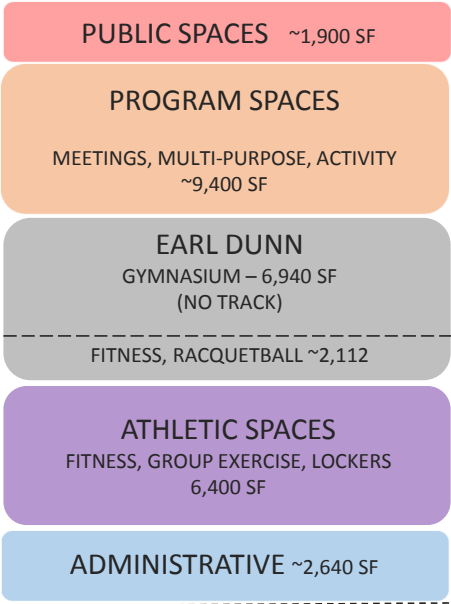 PUBLIC SPACES ~1,900 SF
PROGRAM SPACES
MEETINGS, MULTI-PURPOSE, ACTIVITY
~9,400 SF
EARL DUNN
GYMNASIUM – 6,940 SF
(NO TRACK)
FITNESS, RACQUETBALL ~2,112
ATHLETIC SPACES
FITNESS, GROUP EXERCISE, LOCKERS
6,400 SF
ADMINISTRATIVE ~2,640 SF